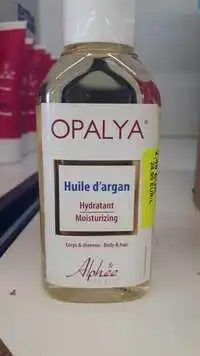 OPALYA®
Huile d'argan
Hydratant
Moisturizing
Corps & cheveux - Body & hair
Alphée